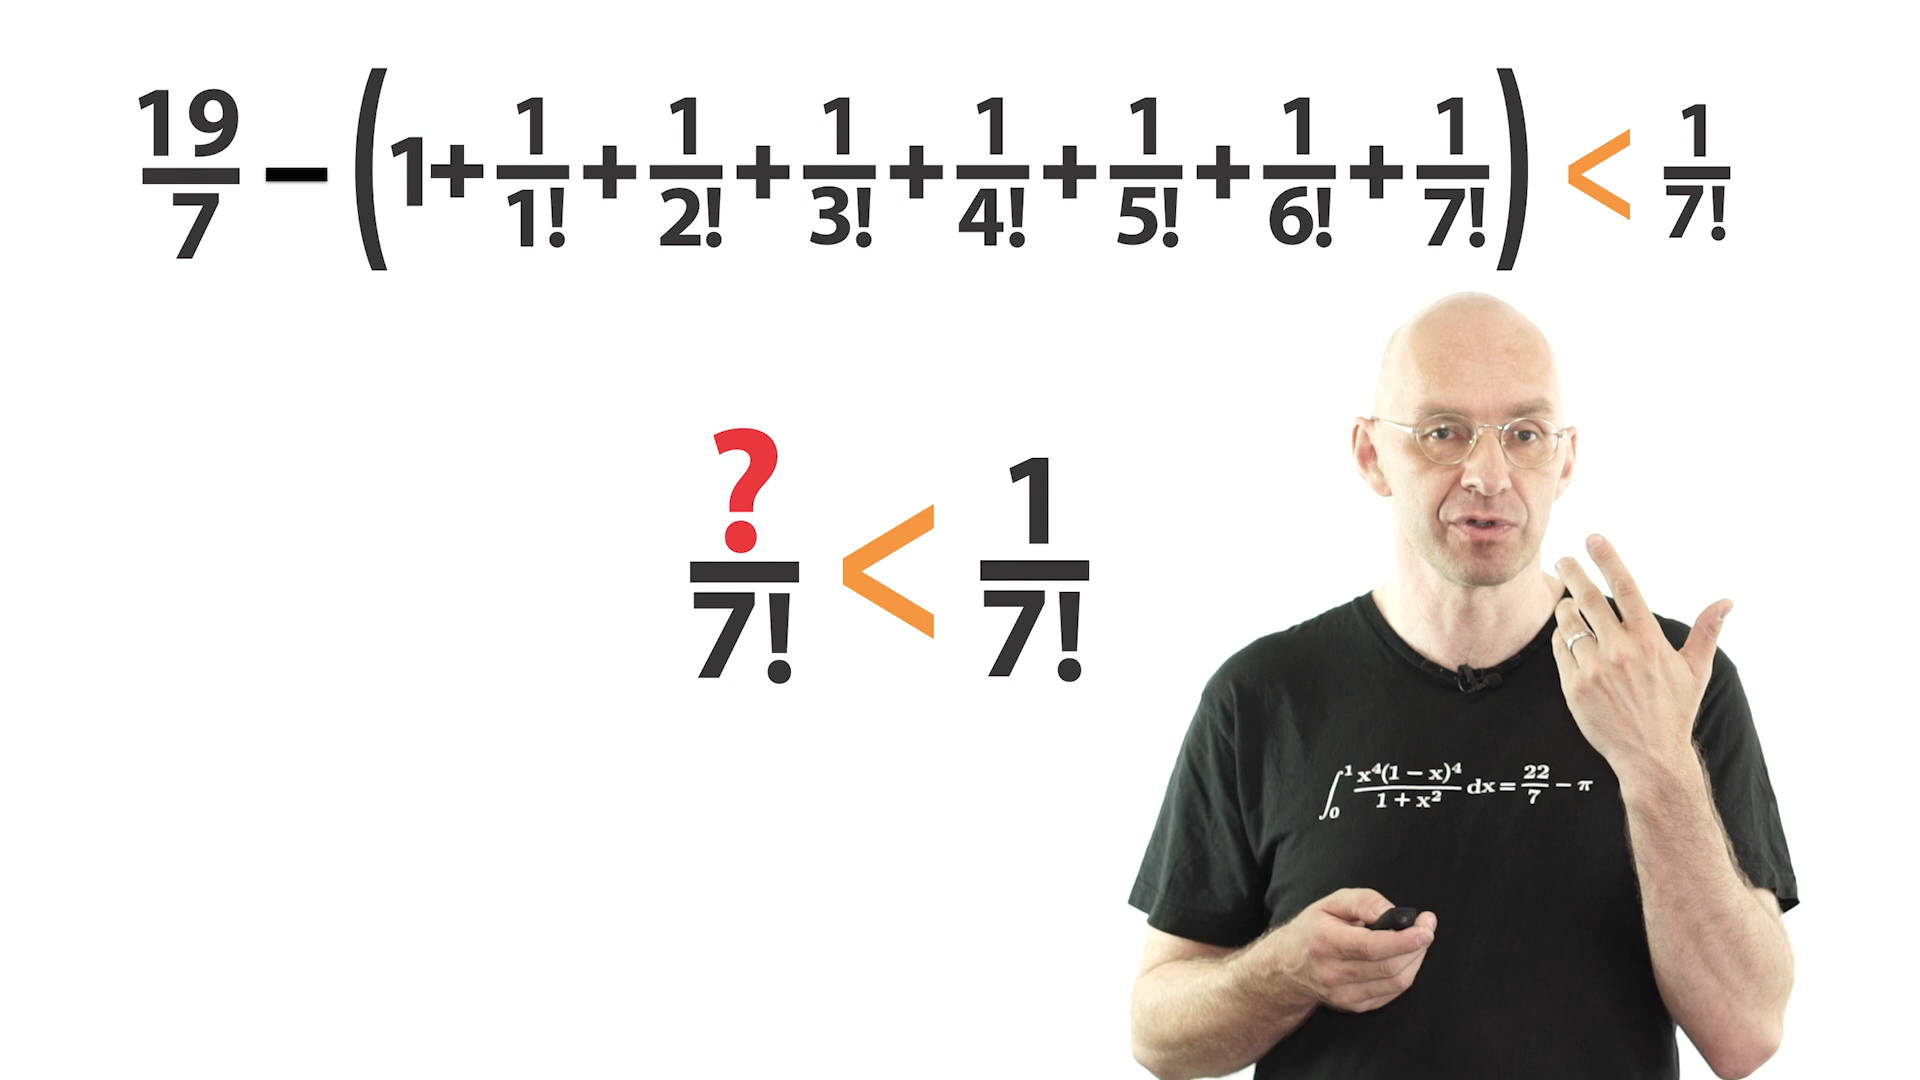 19/7 − (1+1/1!+1/2!+1/3!+1/4!+1/5!+1/6!+1/7!) < 1/7!
?/7! < 1/7!
∫₀¹ x⁴(1−x)⁴/(1+x²) dx = 22/7 − π